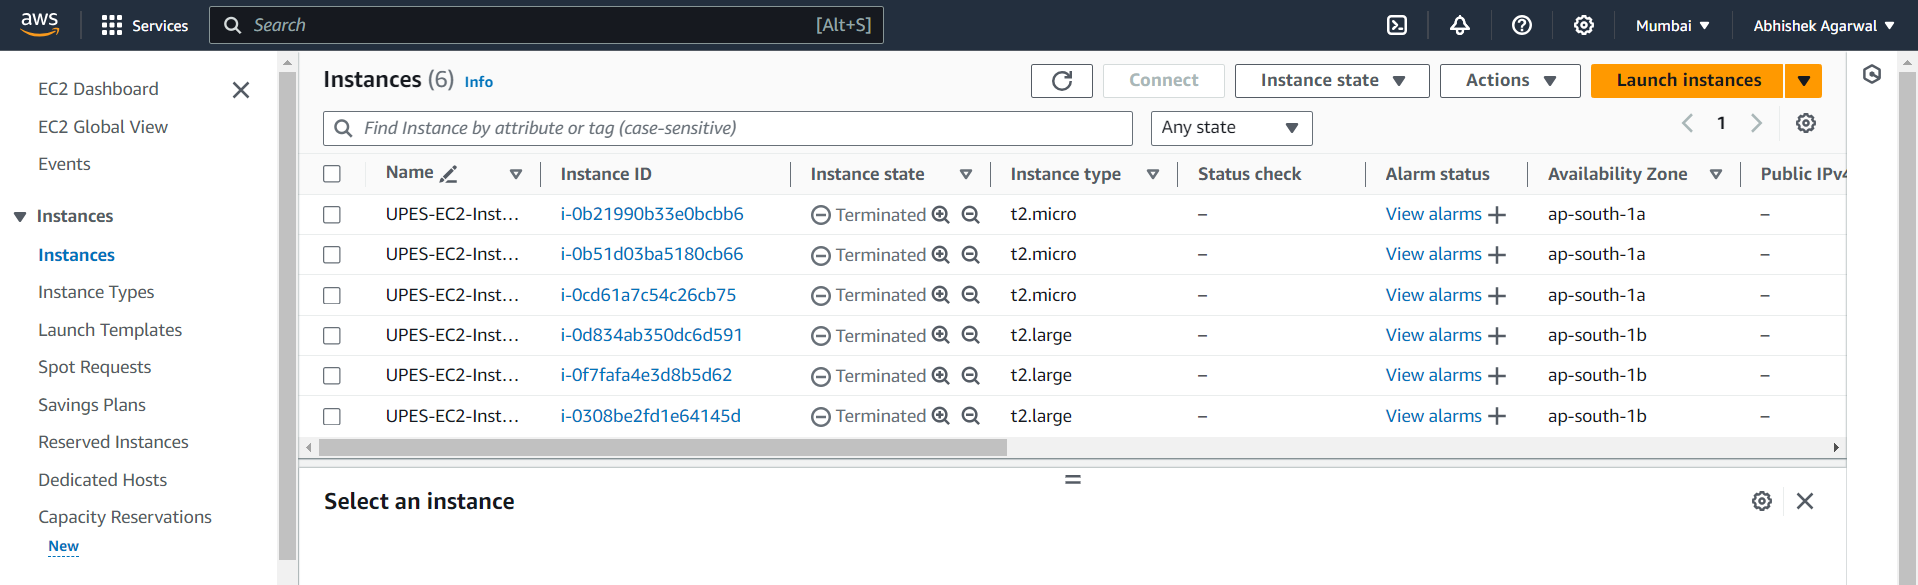 aws Services Search [Alt+S] Mumbai Abhishek Agarwal
EC2 Dashboard
EC2 Global View
Events
Instances
Instances
Instance Types
Launch Templates
Spot Requests
Savings Plans
Reserved Instances
Dedicated Hosts
Capacity Reservations
New
Instances (6) Info Connect Instance state Actions Launch instances
Find Instance by attribute or tag (case-sensitive) Any state 1
Name Instance ID Instance state Instance type Status check Alarm status Availability Zone Public IPv4
UPES-EC2-Inst... i-0b21990b33e0bcbb6 Terminated t2.micro – View alarms + ap-south-1a –
UPES-EC2-Inst... i-0b51d03ba5180cb66 Terminated t2.micro – View alarms + ap-south-1a –
UPES-EC2-Inst... i-0cd61a7c54c26cb75 Terminated t2.micro – View alarms + ap-south-1a –
UPES-EC2-Inst... i-0d834ab350dc6d591 Terminated t2.large – View alarms + ap-south-1b –
UPES-EC2-Inst... i-0f7fafa4e3d8b5d62 Terminated t2.large – View alarms + ap-south-1b –
UPES-EC2-Inst... i-0308be2fd1e64145d Terminated t2.large – View alarms + ap-south-1b –
Select an instance